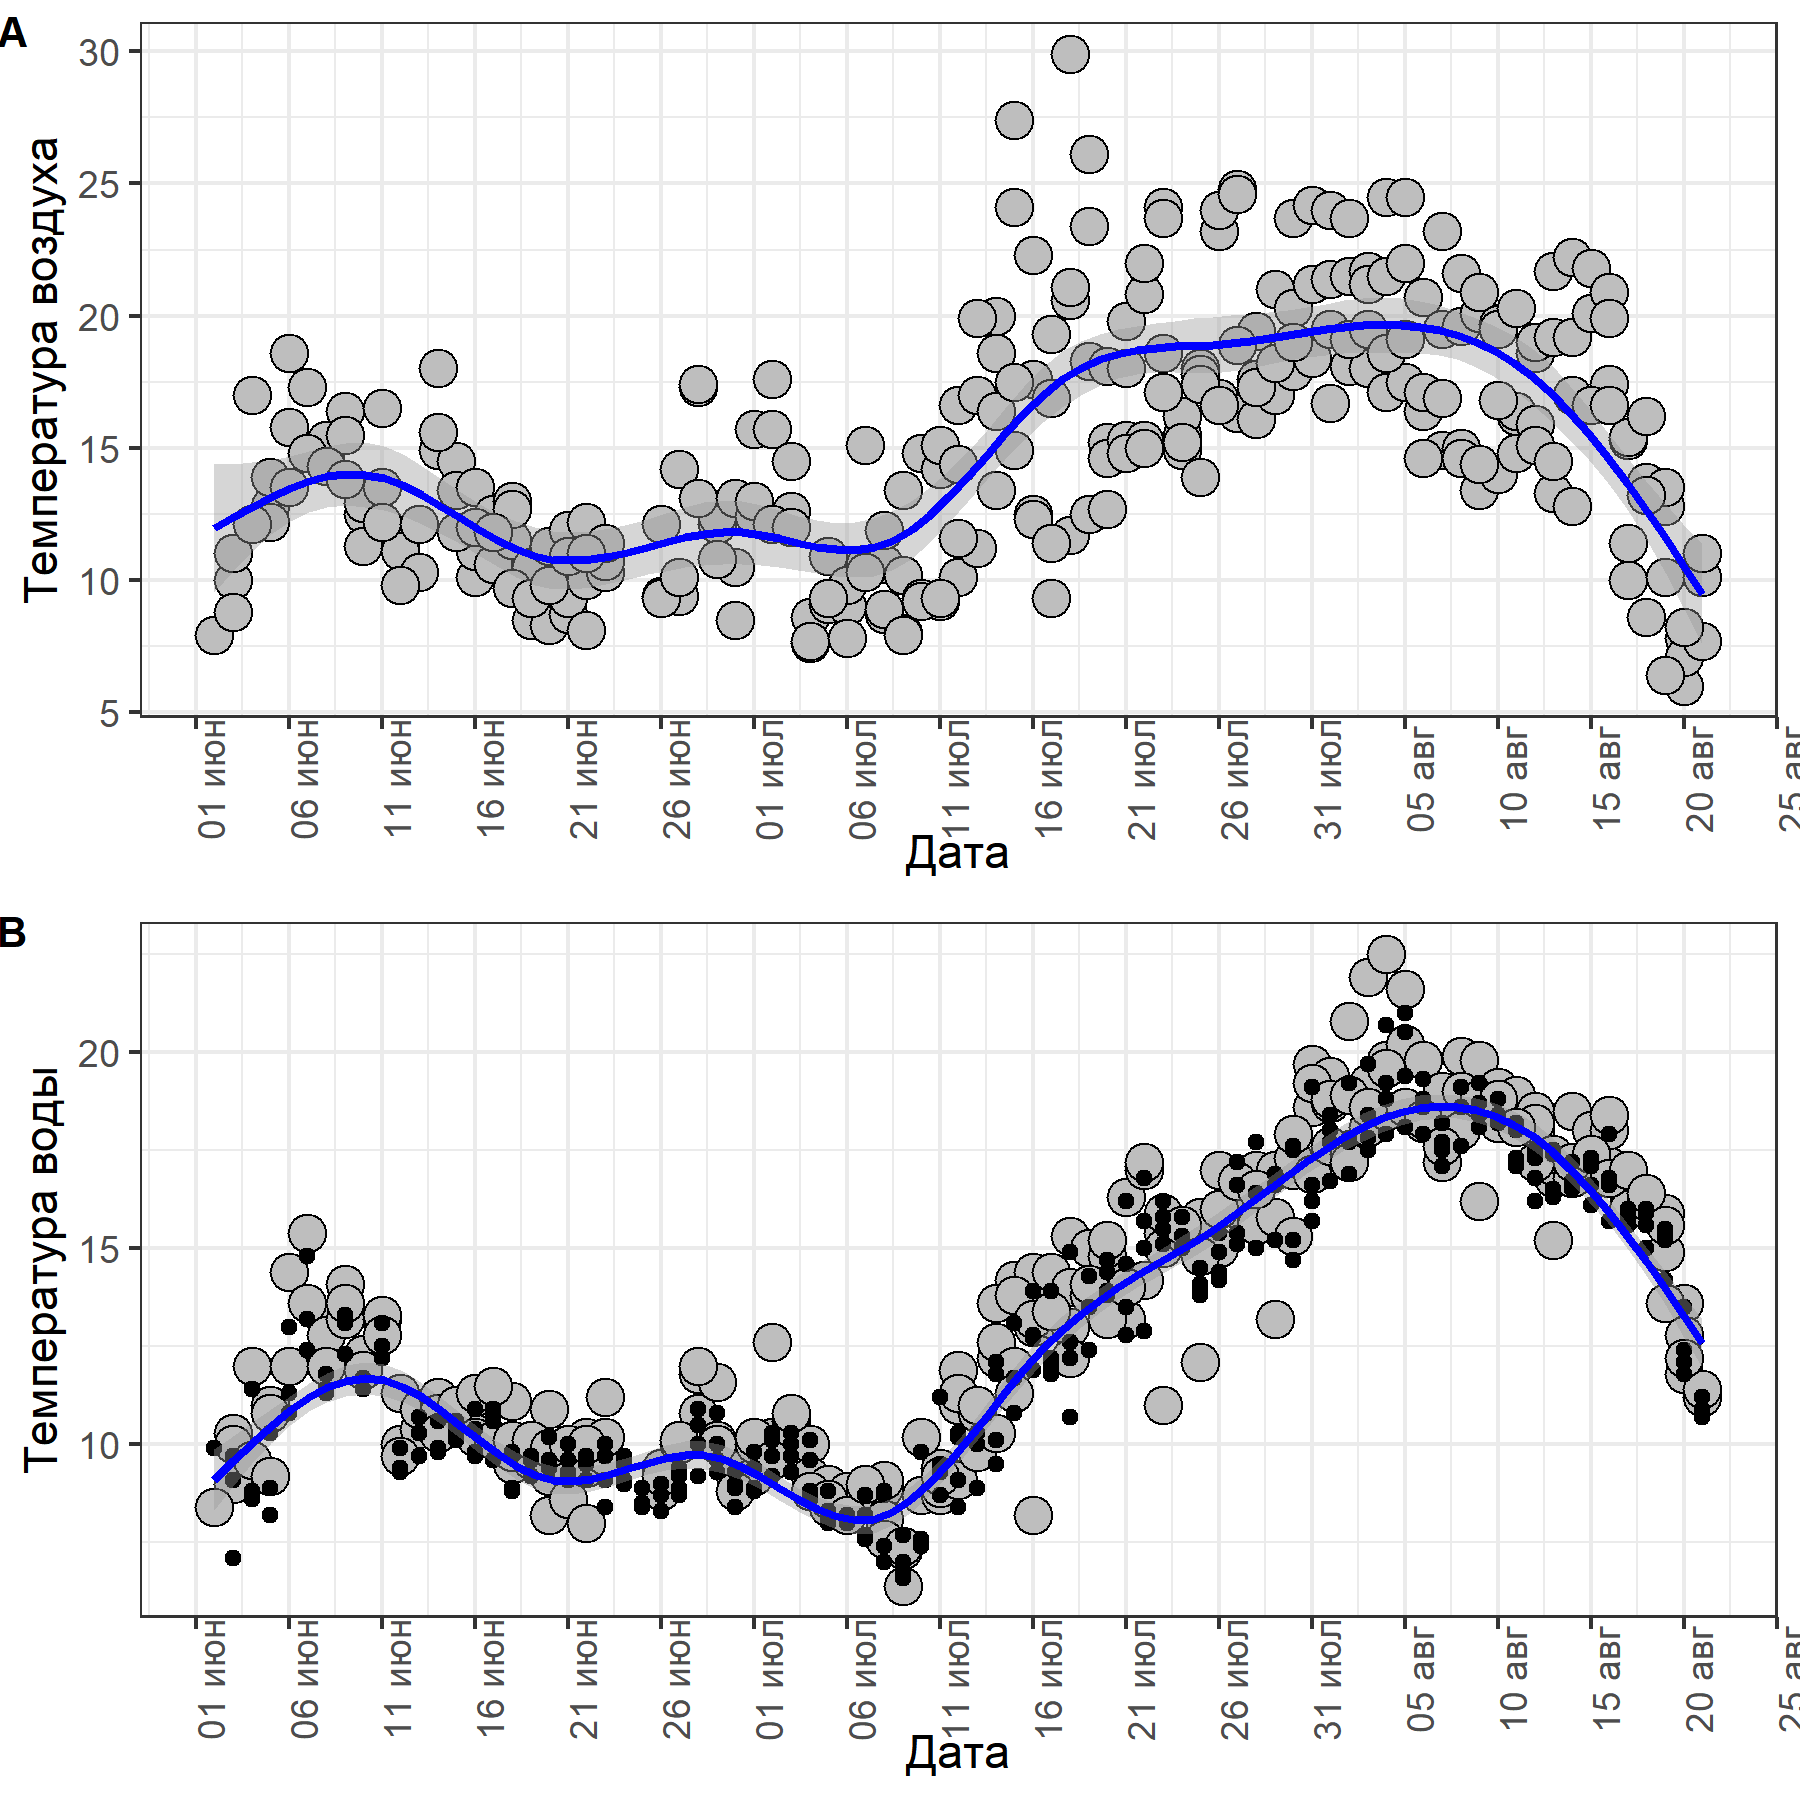 A
Температура воздуха
30
25
20
15
10
5
01 июн
06 июн
11 июн
16 июн
21 июн
26 июн
01 июл
06 июл
11 июл
16 июл
21 июл
26 июл
31 июл
05 авг
10 авг
15 авг
20 авг
25 авг
Дата
B
Температура воды
20
15
10
01 июн
06 июн
11 июн
16 июн
21 июн
26 июн
01 июл
06 июл
11 июл
16 июл
21 июл
26 июл
31 июл
05 авг
10 авг
15 авг
20 авг
25 авг
Дата